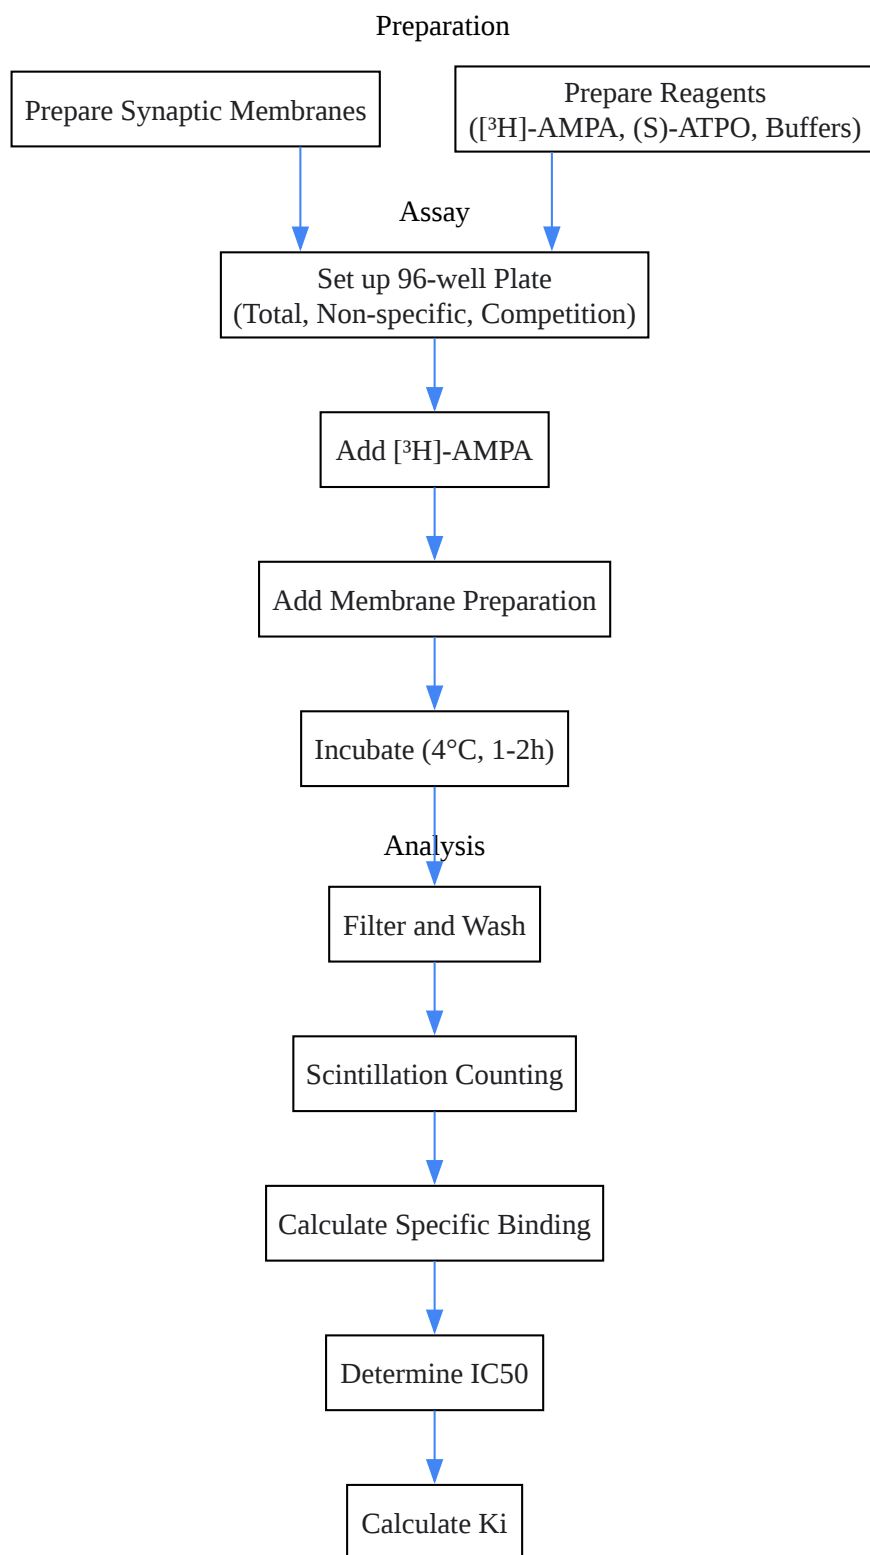 Preparation
Prepare Synaptic Membranes
Prepare Reagents
([³H]-AMPA, (S)-ATPO, Buffers)
Assay
Set up 96-well Plate
(Total, Non-specific, Competition)
Add [³H]-AMPA
Add Membrane Preparation
Incubate (4°C, 1-2h)
Analysis
Filter and Wash
Scintillation Counting
Calculate Specific Binding
Determine IC50
Calculate Ki